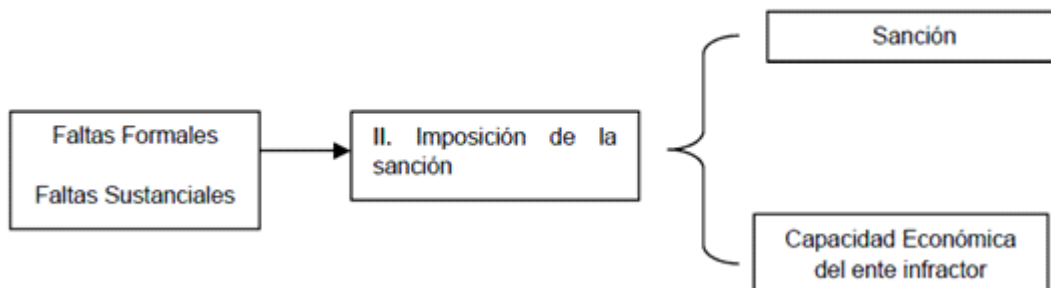 Faltas Formales
Faltas Sustanciales
II. Imposición de la
sanción
Sanción
Capacidad Económica
del ente infractor